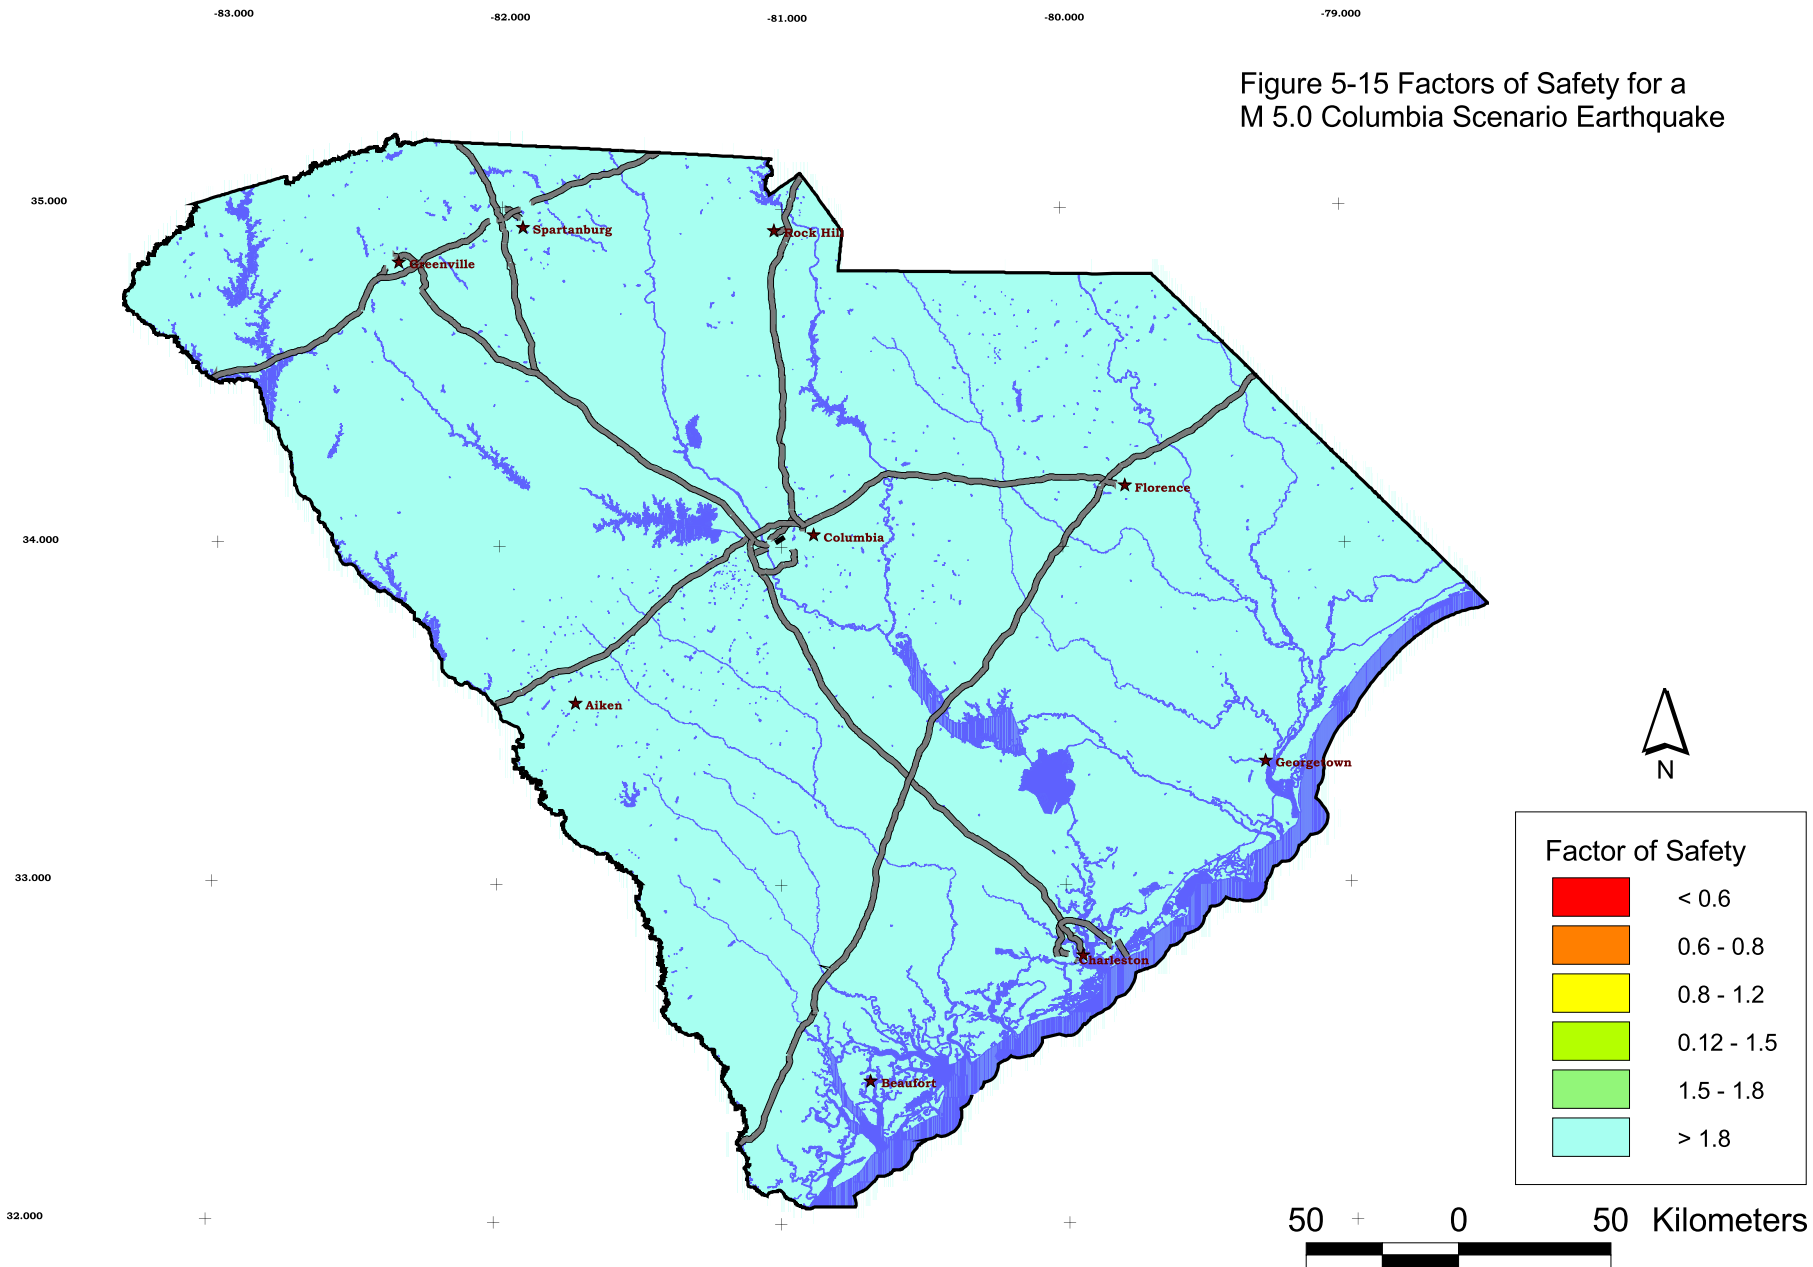 -83.000
-82.000
-81.000
-80.000
-79.000
Figure 5-15 Factors of Safety for a
M 5.0 Columbia Scenario Earthquake
35.000
Spartanburg
Rock Hill
Greenville
Florence
34.000
Columbia
Aiken
Georgetown
N
33.000
Charleston
Beaufort
32.000
Factor of Safety
< 0.6
0.6 - 0.8
0.8 - 1.2
0.12 - 1.5
1.5 - 1.8
> 1.8
50 0 50 Kilometers